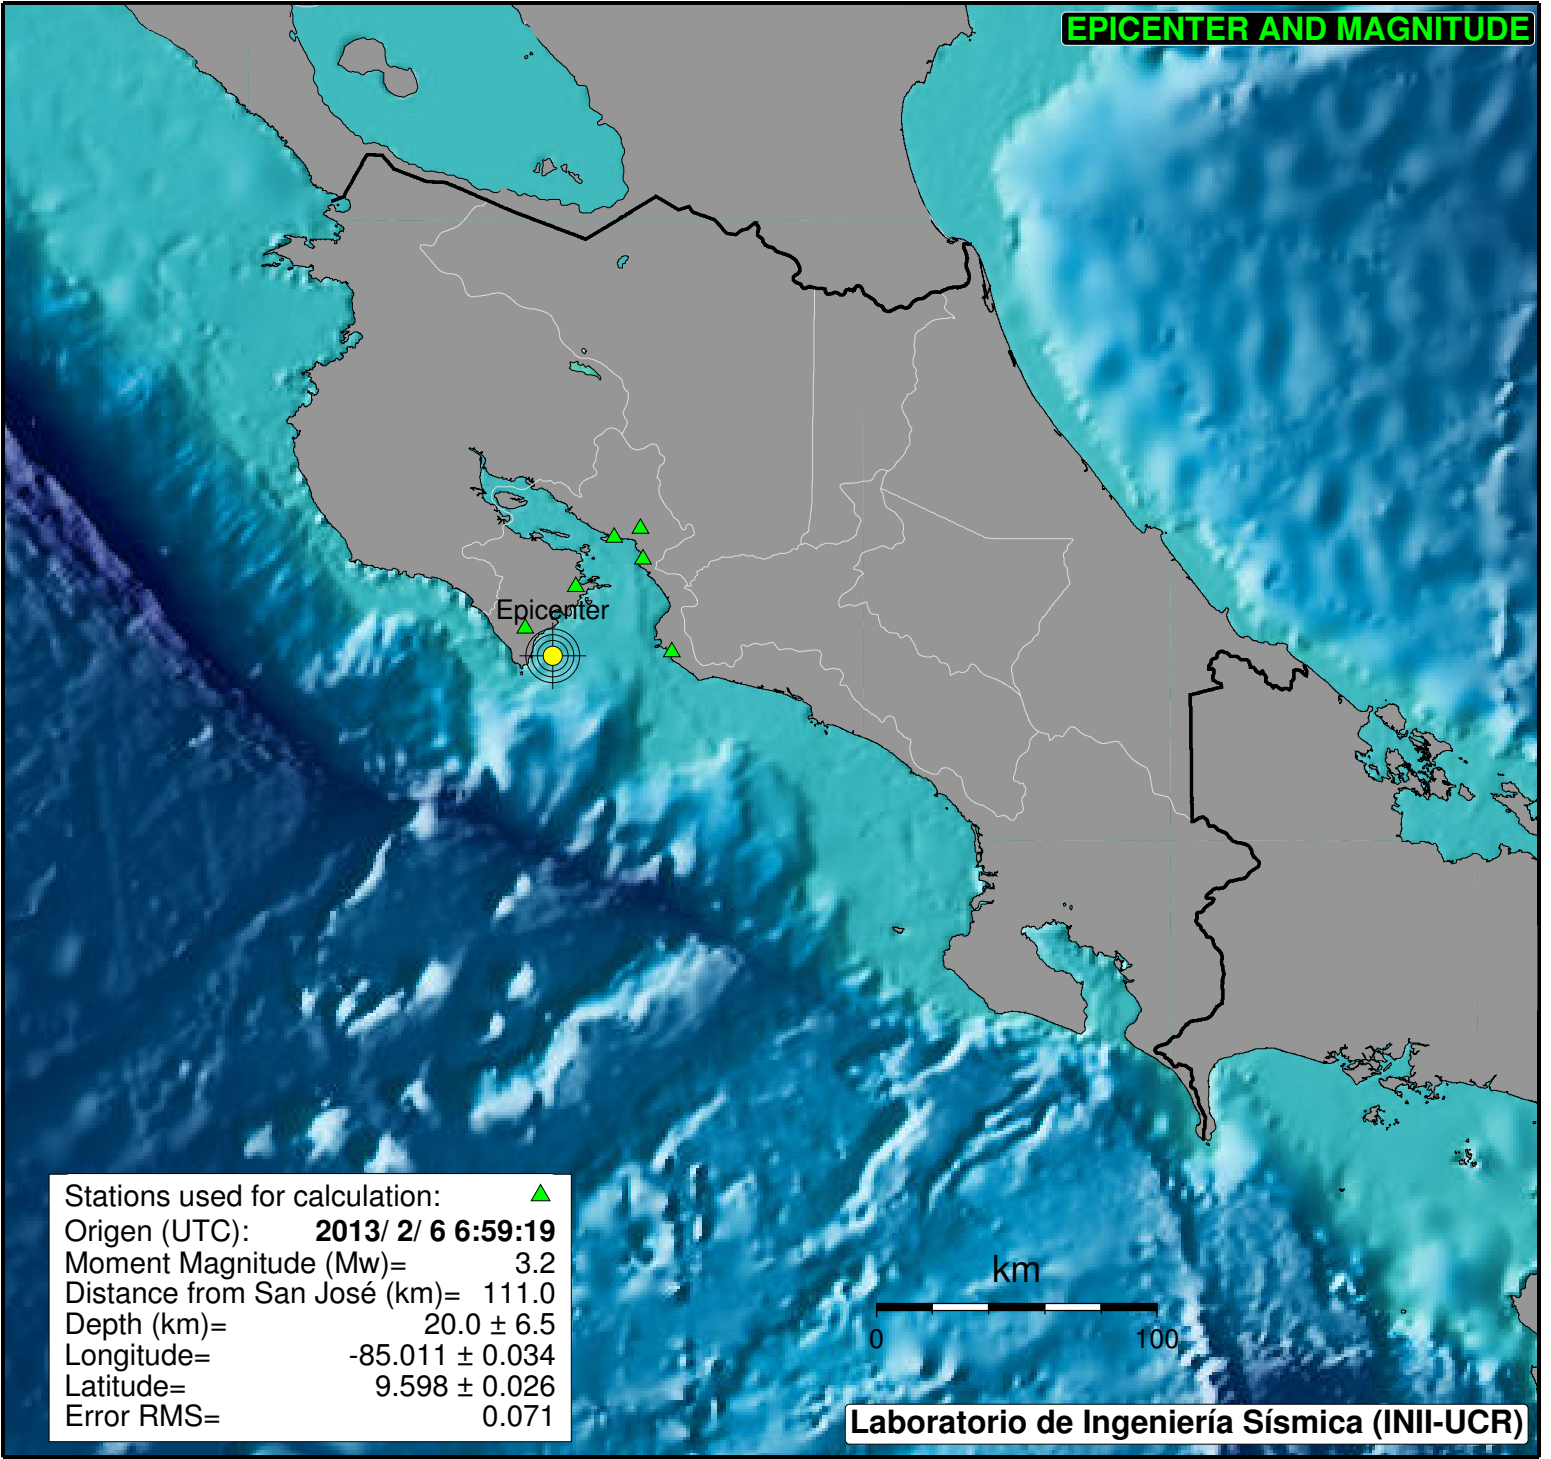 EPICENTER AND MAGNITUDE
Epicenter
Stations used for calculation:
Origen (UTC): 2013/ 2/ 6 6:59:19
Moment Magnitude (Mw)= 3.2
Distance from San José (km)= 111.0
Depth (km)= 20.0 ± 6.5
Longitude= -85.011 ± 0.034
Latitude= 9.598 ± 0.026
Error RMS= 0.071
km
0 100
Laboratorio de Ingeniería Sísmica (INII-UCR)